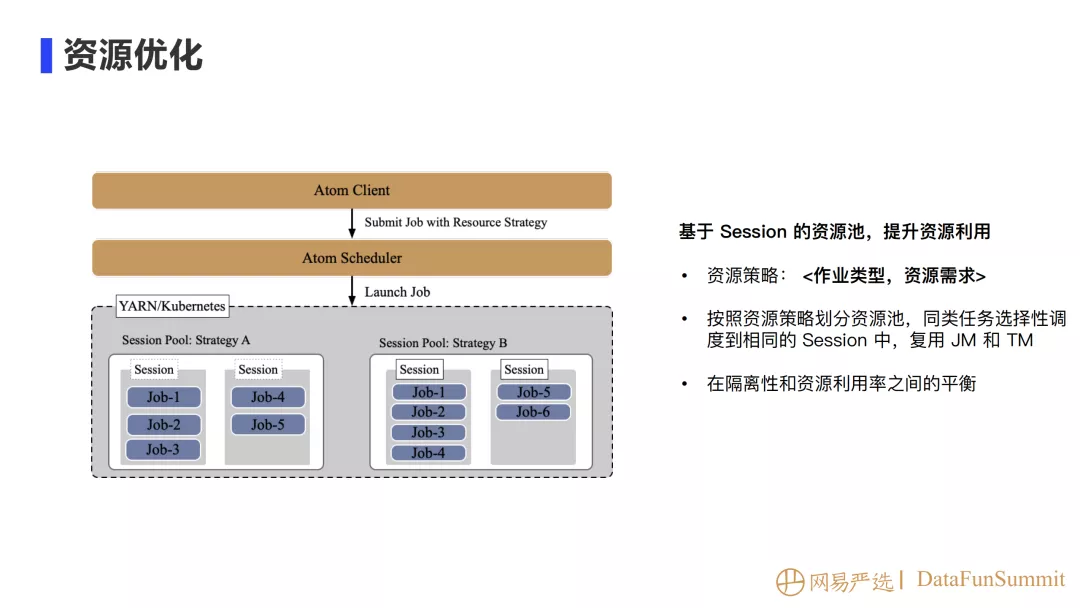 资源优化
Atom Client
Submit Job with Resource Strategy
Atom Scheduler
Launch Job
YARN/Kubernetes
Session Pool: Strategy A
Session
Job-1
Job-2
Job-3
Session
Job-4
Job-5
Session Pool: Strategy B
Session
Job-1
Job-2
Job-3
Job-4
Session
Job-5
Job-6
基于 Session 的资源池，提升资源利用
• 资源策略： <作业类型，资源需求>
• 按照资源策略划分资源池，同类任务选择性调
度到相同的 Session 中，复用 JM 和 TM
• 在隔离性和资源利用率之间的平衡
网易严选 | DataFunSummit